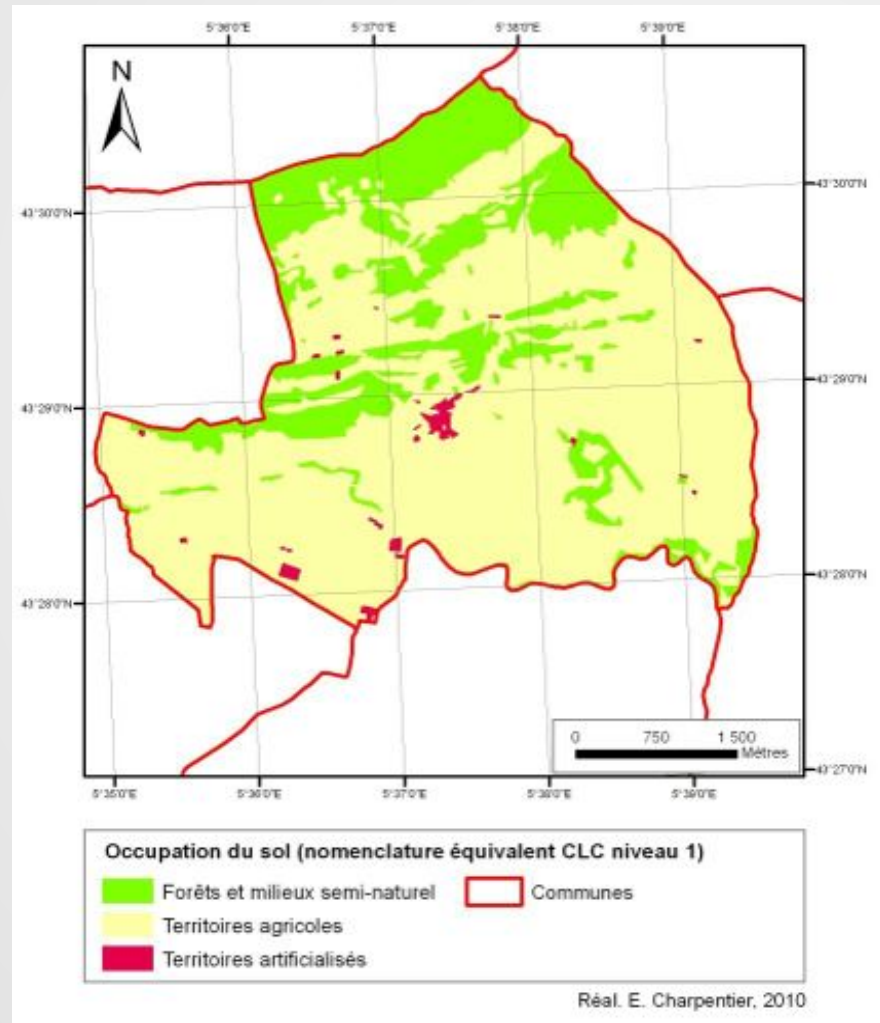 5°36'0"E 5°37'0"E 5°38'0"E 5°39'0"E
N
43°30'0"N
43°30'0"N
43°29'0"N
43°29'0"N
43°28'0"N
43°28'0"N
0 750 1 500
Métres
43°27'0"N
5°35'0"E 5°36'0"E 5°37'0"E 5°38'0"E 5°39'0"E
Occupation du sol (nomenclature équivalent CLC niveau 1)
Forêts et milieux semi-naturel Communes
Territoires agricoles
Territoires artificialisés
Réal. E. Charpentier, 2010